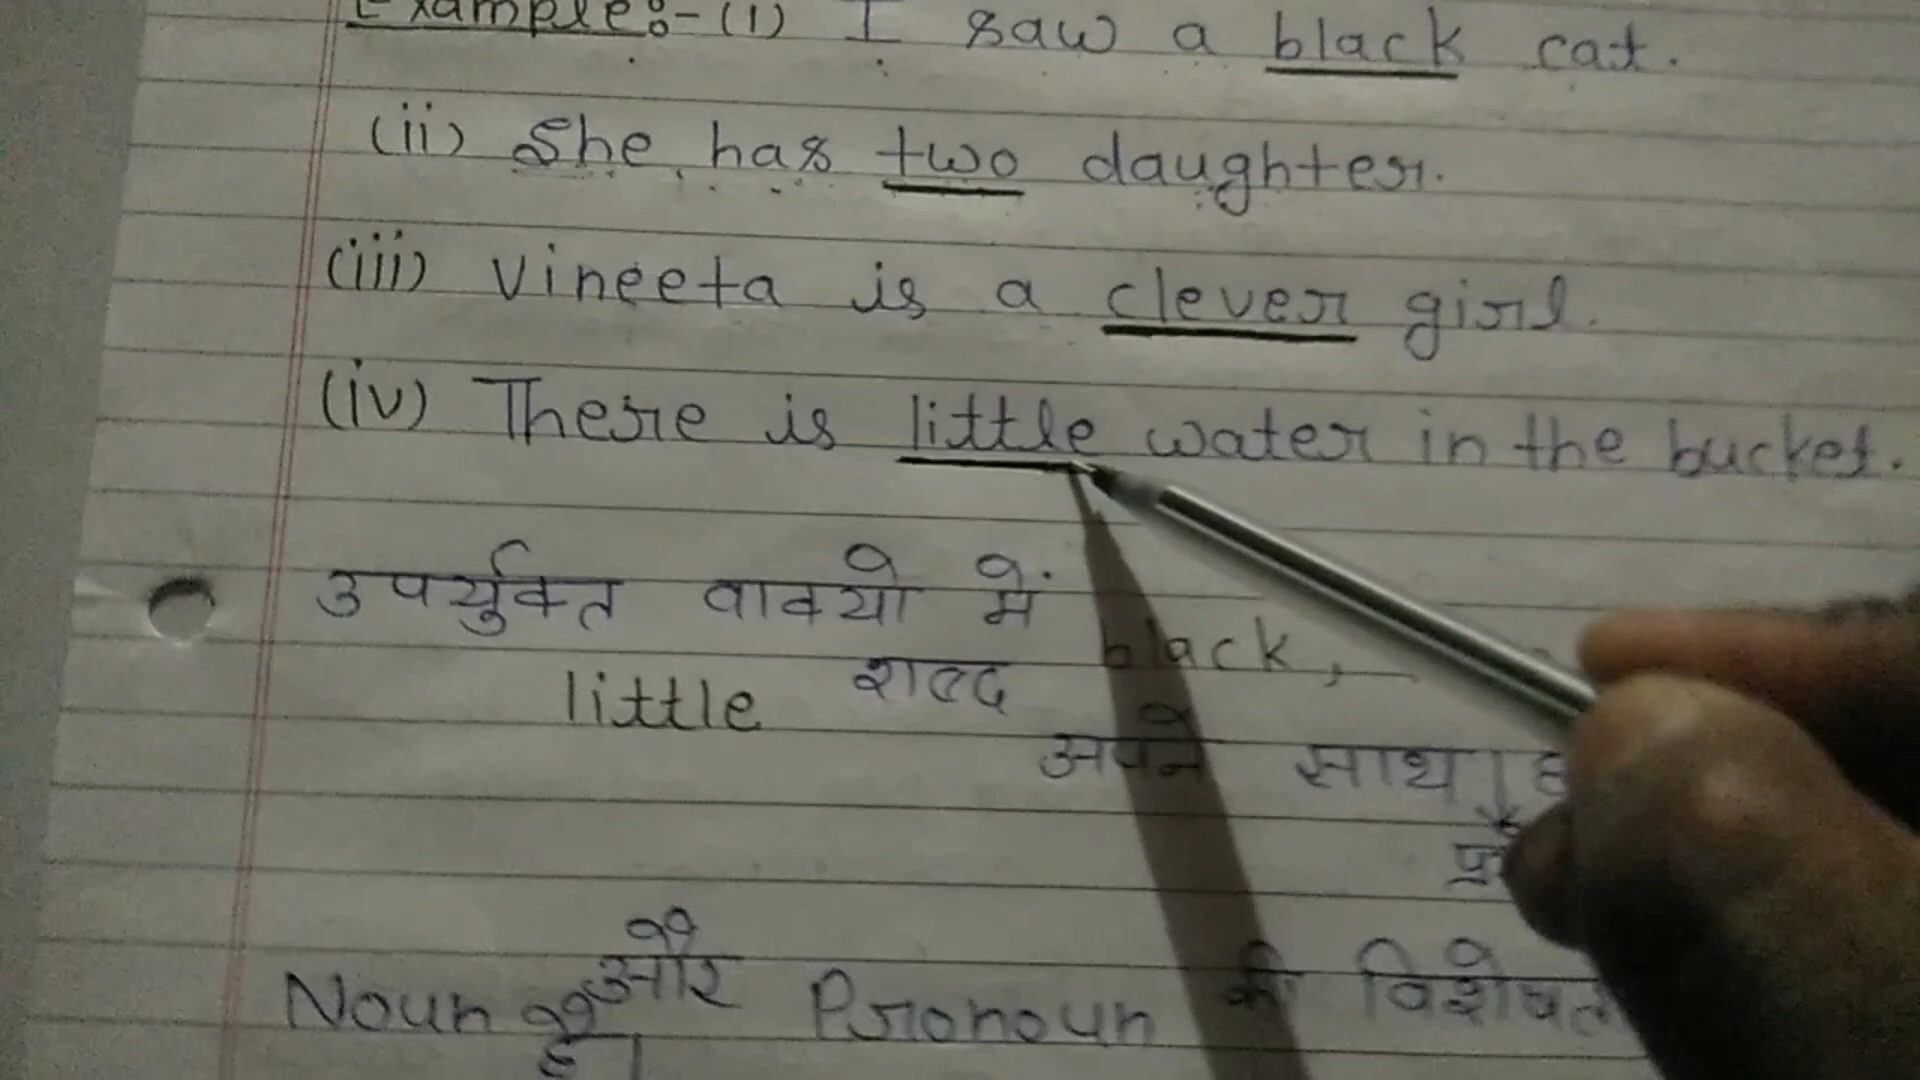 Example:- (i) I saw a black cat.
(ii) She has two daughter.
(iii) Vineeta is a clever girl.
(iv) There is little water in the bucket.
उपर्युक्त वाक्यो में black,
little शब्द अपने साथ
Noun और Pronoun की
है।